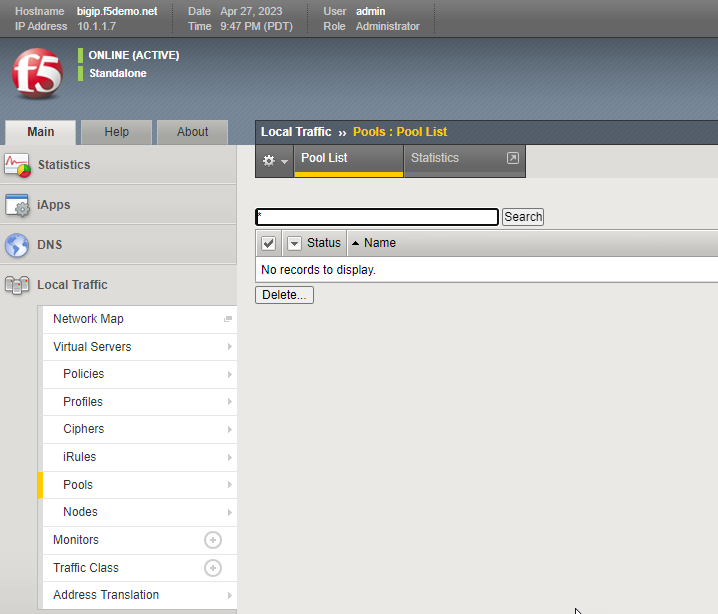 Hostname bigip.f5demo.net Date Apr 27, 2023 User admin
IP Address 10.1.1.7 Time 9:47 PM (PDT) Role Administrator
f5
ONLINE (ACTIVE)
Standalone
Main Help About
Local Traffic ›› Pools : Pool List
Pool List Statistics
Statistics
iApps
DNS
Local Traffic
Network Map
Virtual Servers
Policies
Profiles
Ciphers
iRules
Pools
Nodes
Monitors
Traffic Class
Address Translation
* Search
Status Name
No records to display.
Delete...